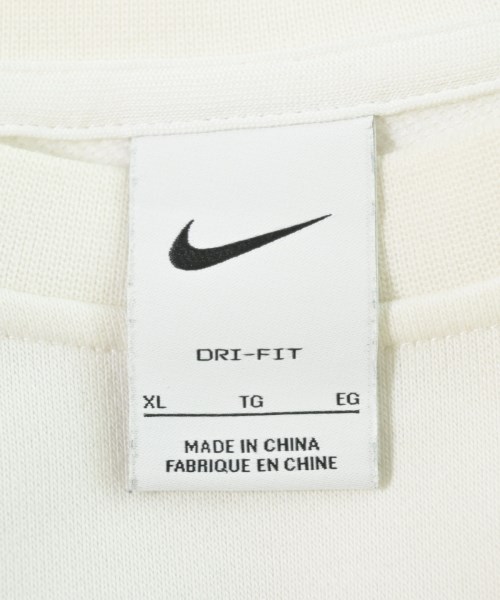 DRI-FIT
XL TG EG
MADE IN CHINA
FABRIQUE EN CHINE